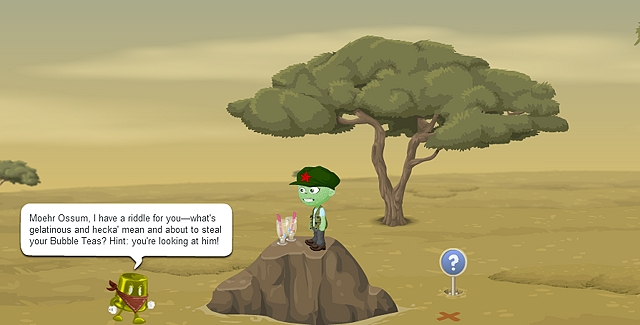 Moehr Ossum, I have a riddle for you—what's
gelatinous and hecka' mean and about to steal
your Bubble Teas? Hint: you're looking at him!
?